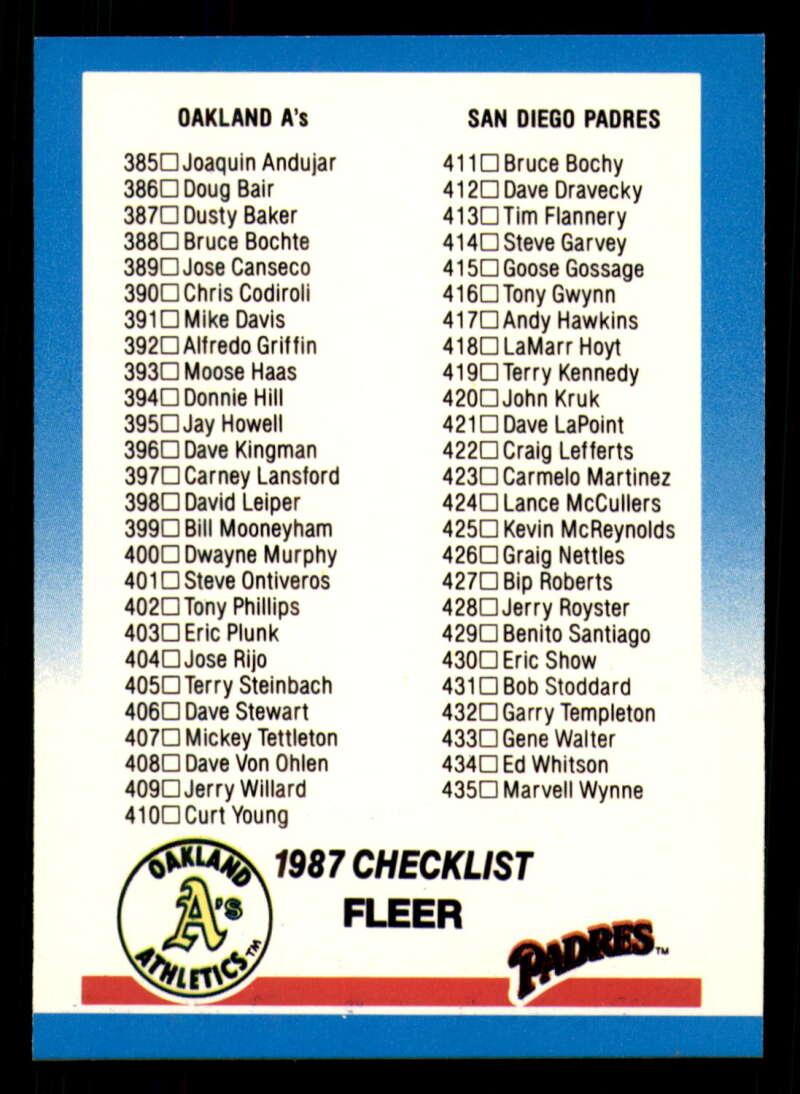 OAKLAND A's
385☐ Joaquin Andujar
386☐ Doug Bair
387☐ Dusty Baker
388☐ Bruce Bochte
389☐ Jose Canseco
390☐ Chris Codiroli
391☐ Mike Davis
392☐ Alfredo Griffin
393☐ Moose Haas
394☐ Donnie Hill
395☐ Jay Howell
396☐ Dave Kingman
397☐ Carney Lansford
398☐ David Leiper
399☐ Bill Mooneyham
400☐ Dwayne Murphy
401☐ Steve Ontiveros
402☐ Tony Phillips
403☐ Eric Plunk
404☐ Jose Rijo
405☐ Terry Steinbach
406☐ Dave Stewart
407☐ Mickey Tettleton
408☐ Dave Von Ohlen
409☐ Jerry Willard
410☐ Curt Young
SAN DIEGO PADRES
411☐ Bruce Bochy
412☐ Dave Dravecky
413☐ Tim Flannery
414☐ Steve Garvey
415☐ Goose Gossage
416☐ Tony Gwynn
417☐ Andy Hawkins
418☐ LaMarr Hoyt
419☐ Terry Kennedy
420☐ John Kruk
421☐ Dave LaPoint
422☐ Craig Lefferts
423☐ Carmelo Martinez
424☐ Lance McCullers
425☐ Kevin McReynolds
426☐ Graig Nettles
427☐ Bip Roberts
428☐ Jerry Royster
429☐ Benito Santiago
430☐ Eric Show
431☐ Bob Stoddard
432☐ Garry Templeton
433☐ Gene Walter
434☐ Ed Whitson
435☐ Marvell Wynne
1987 CHECKLIST
FLEER
OAKLAND
A's
ATHLETICS™
PADRES™